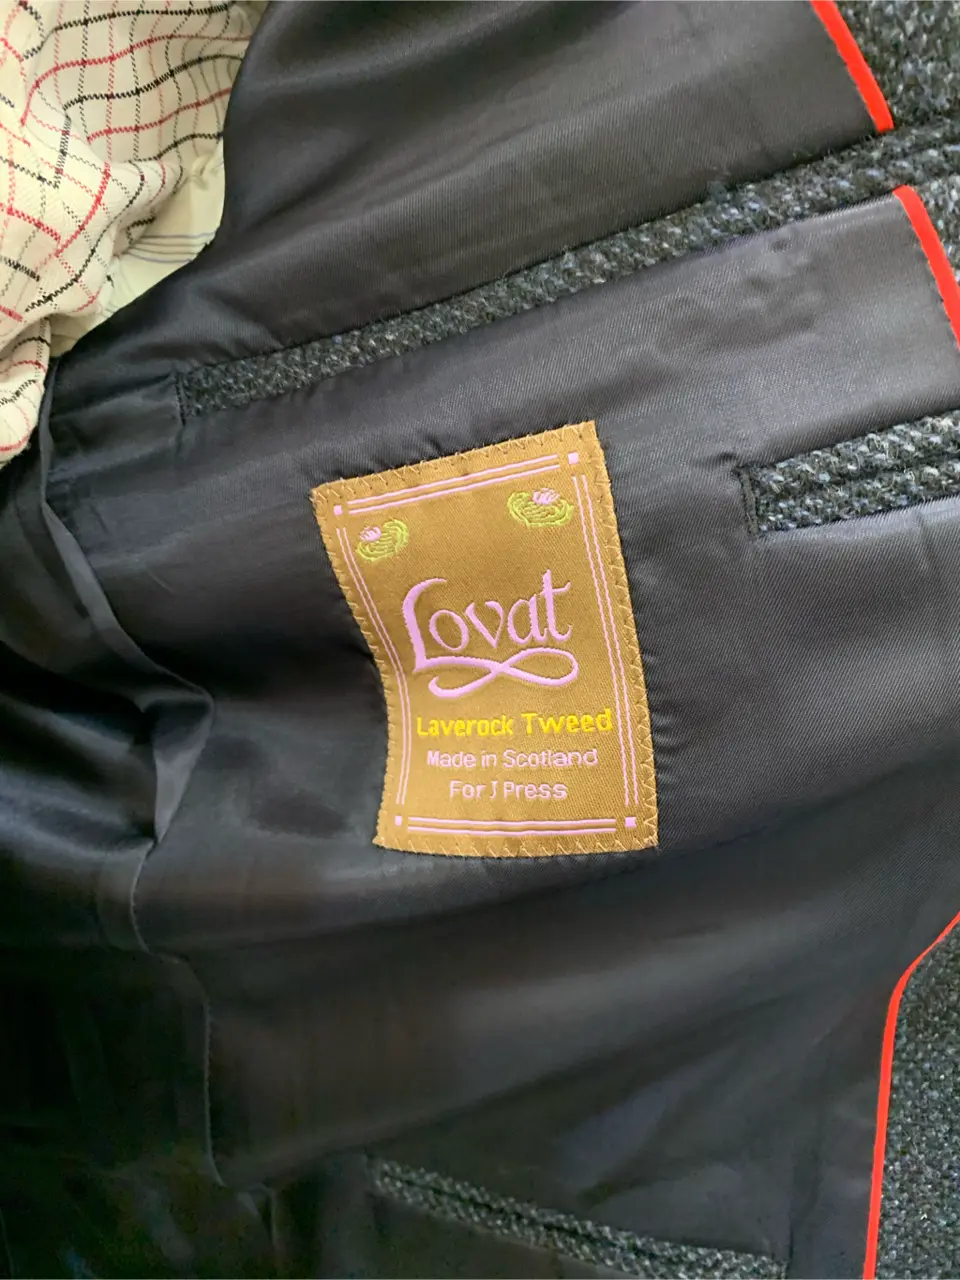 Lovat
Laverock Tweed
Made in Scotland
For J Press